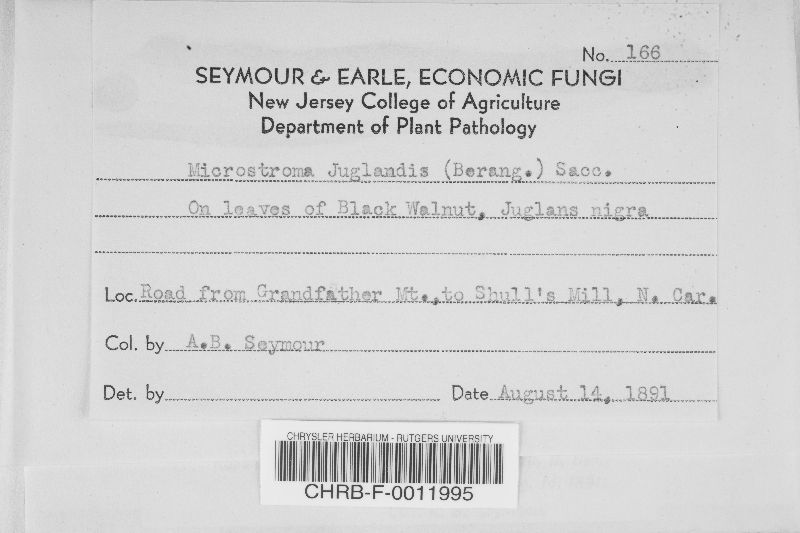 No. 166
SEYMOUR & EARLE, ECONOMIC FUNGI
New Jersey College of Agriculture
Department of Plant Pathology
Microstroma Juglandis (Berang.) Sacc.
On leaves of Black Walnut, Juglans nigra
Loc. Road from Grandfather Mt., to Shull's Mill, N. Car.
Col. by A.B. Seymour
Det. by
Date August 14, 1891
CHRYSLER HERBARIUM - RUTGERS UNIVERSITY
CHRB-F-0011995